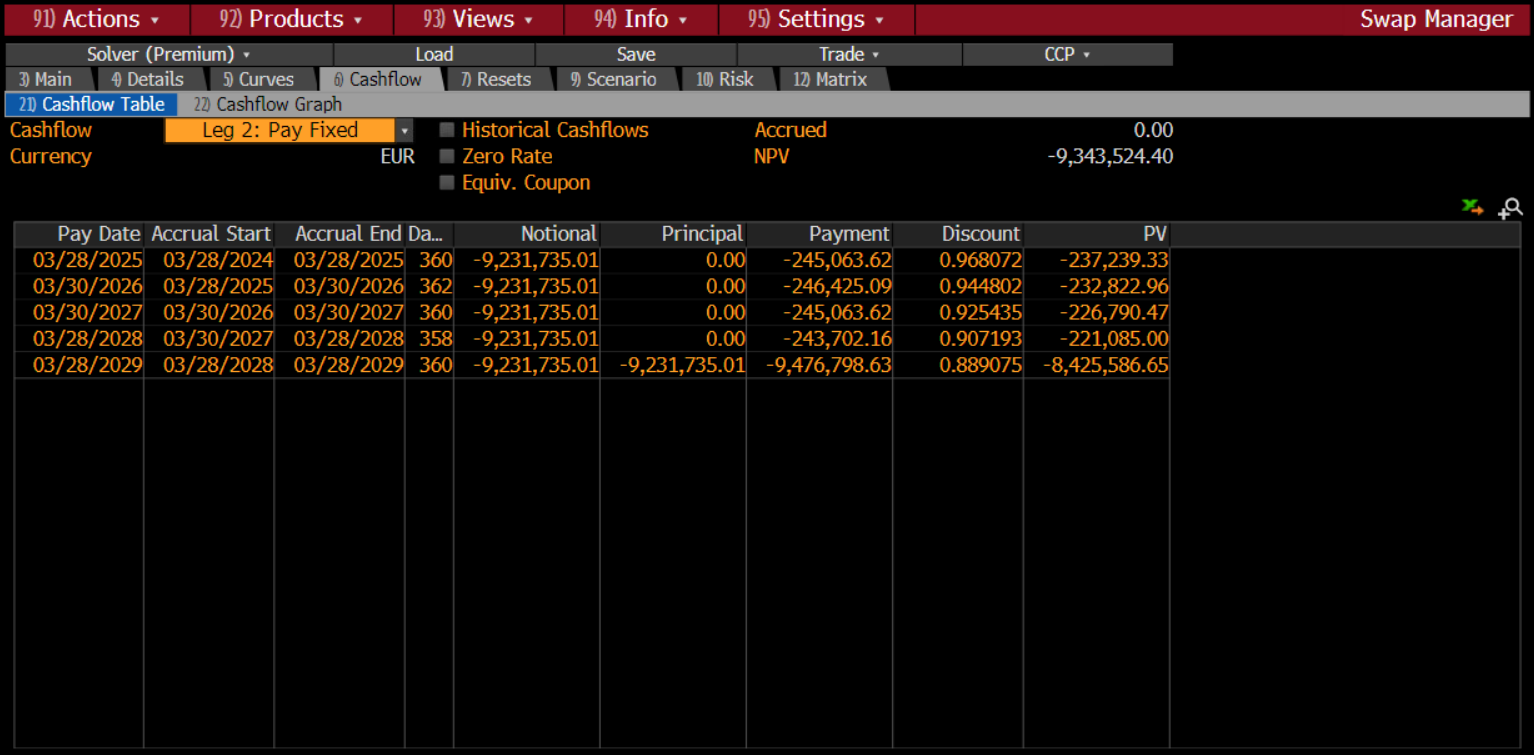 91) Actions 92) Products 93) Views 94) Info 95) Settings Swap Manager
Solver (Premium) Load Save Trade CCP
3) Main 4) Details 5) Curves 6) Cashflow 7) Resets 9) Scenario 10) Risk 12) Matrix
21) Cashflow Table 22) Cashflow Graph
Cashflow Leg 2: Pay Fixed Historical Cashflows Accrued 0.00
Currency EUR Zero Rate NPV -9,343,524.40
Equiv. Coupon
Pay Date Accrual Start Accrual End Da... Notional Principal Payment Discount PV
03/28/2025 03/28/2024 03/28/2025 360 -9,231,735.01 0.00 -245,063.62 0.968072 -237,239.33
03/30/2026 03/28/2025 03/30/2026 362 -9,231,735.01 0.00 -246,425.09 0.944802 -232,822.96
03/30/2027 03/30/2026 03/30/2027 360 -9,231,735.01 0.00 -245,063.62 0.925435 -226,790.47
03/28/2028 03/30/2027 03/28/2028 358 -9,231,735.01 0.00 -243,702.16 0.907193 -221,085.00
03/28/2029 03/28/2028 03/28/2029 360 -9,231,735.01 -9,231,735.01 -9,476,798.63 0.889075 -8,425,586.65